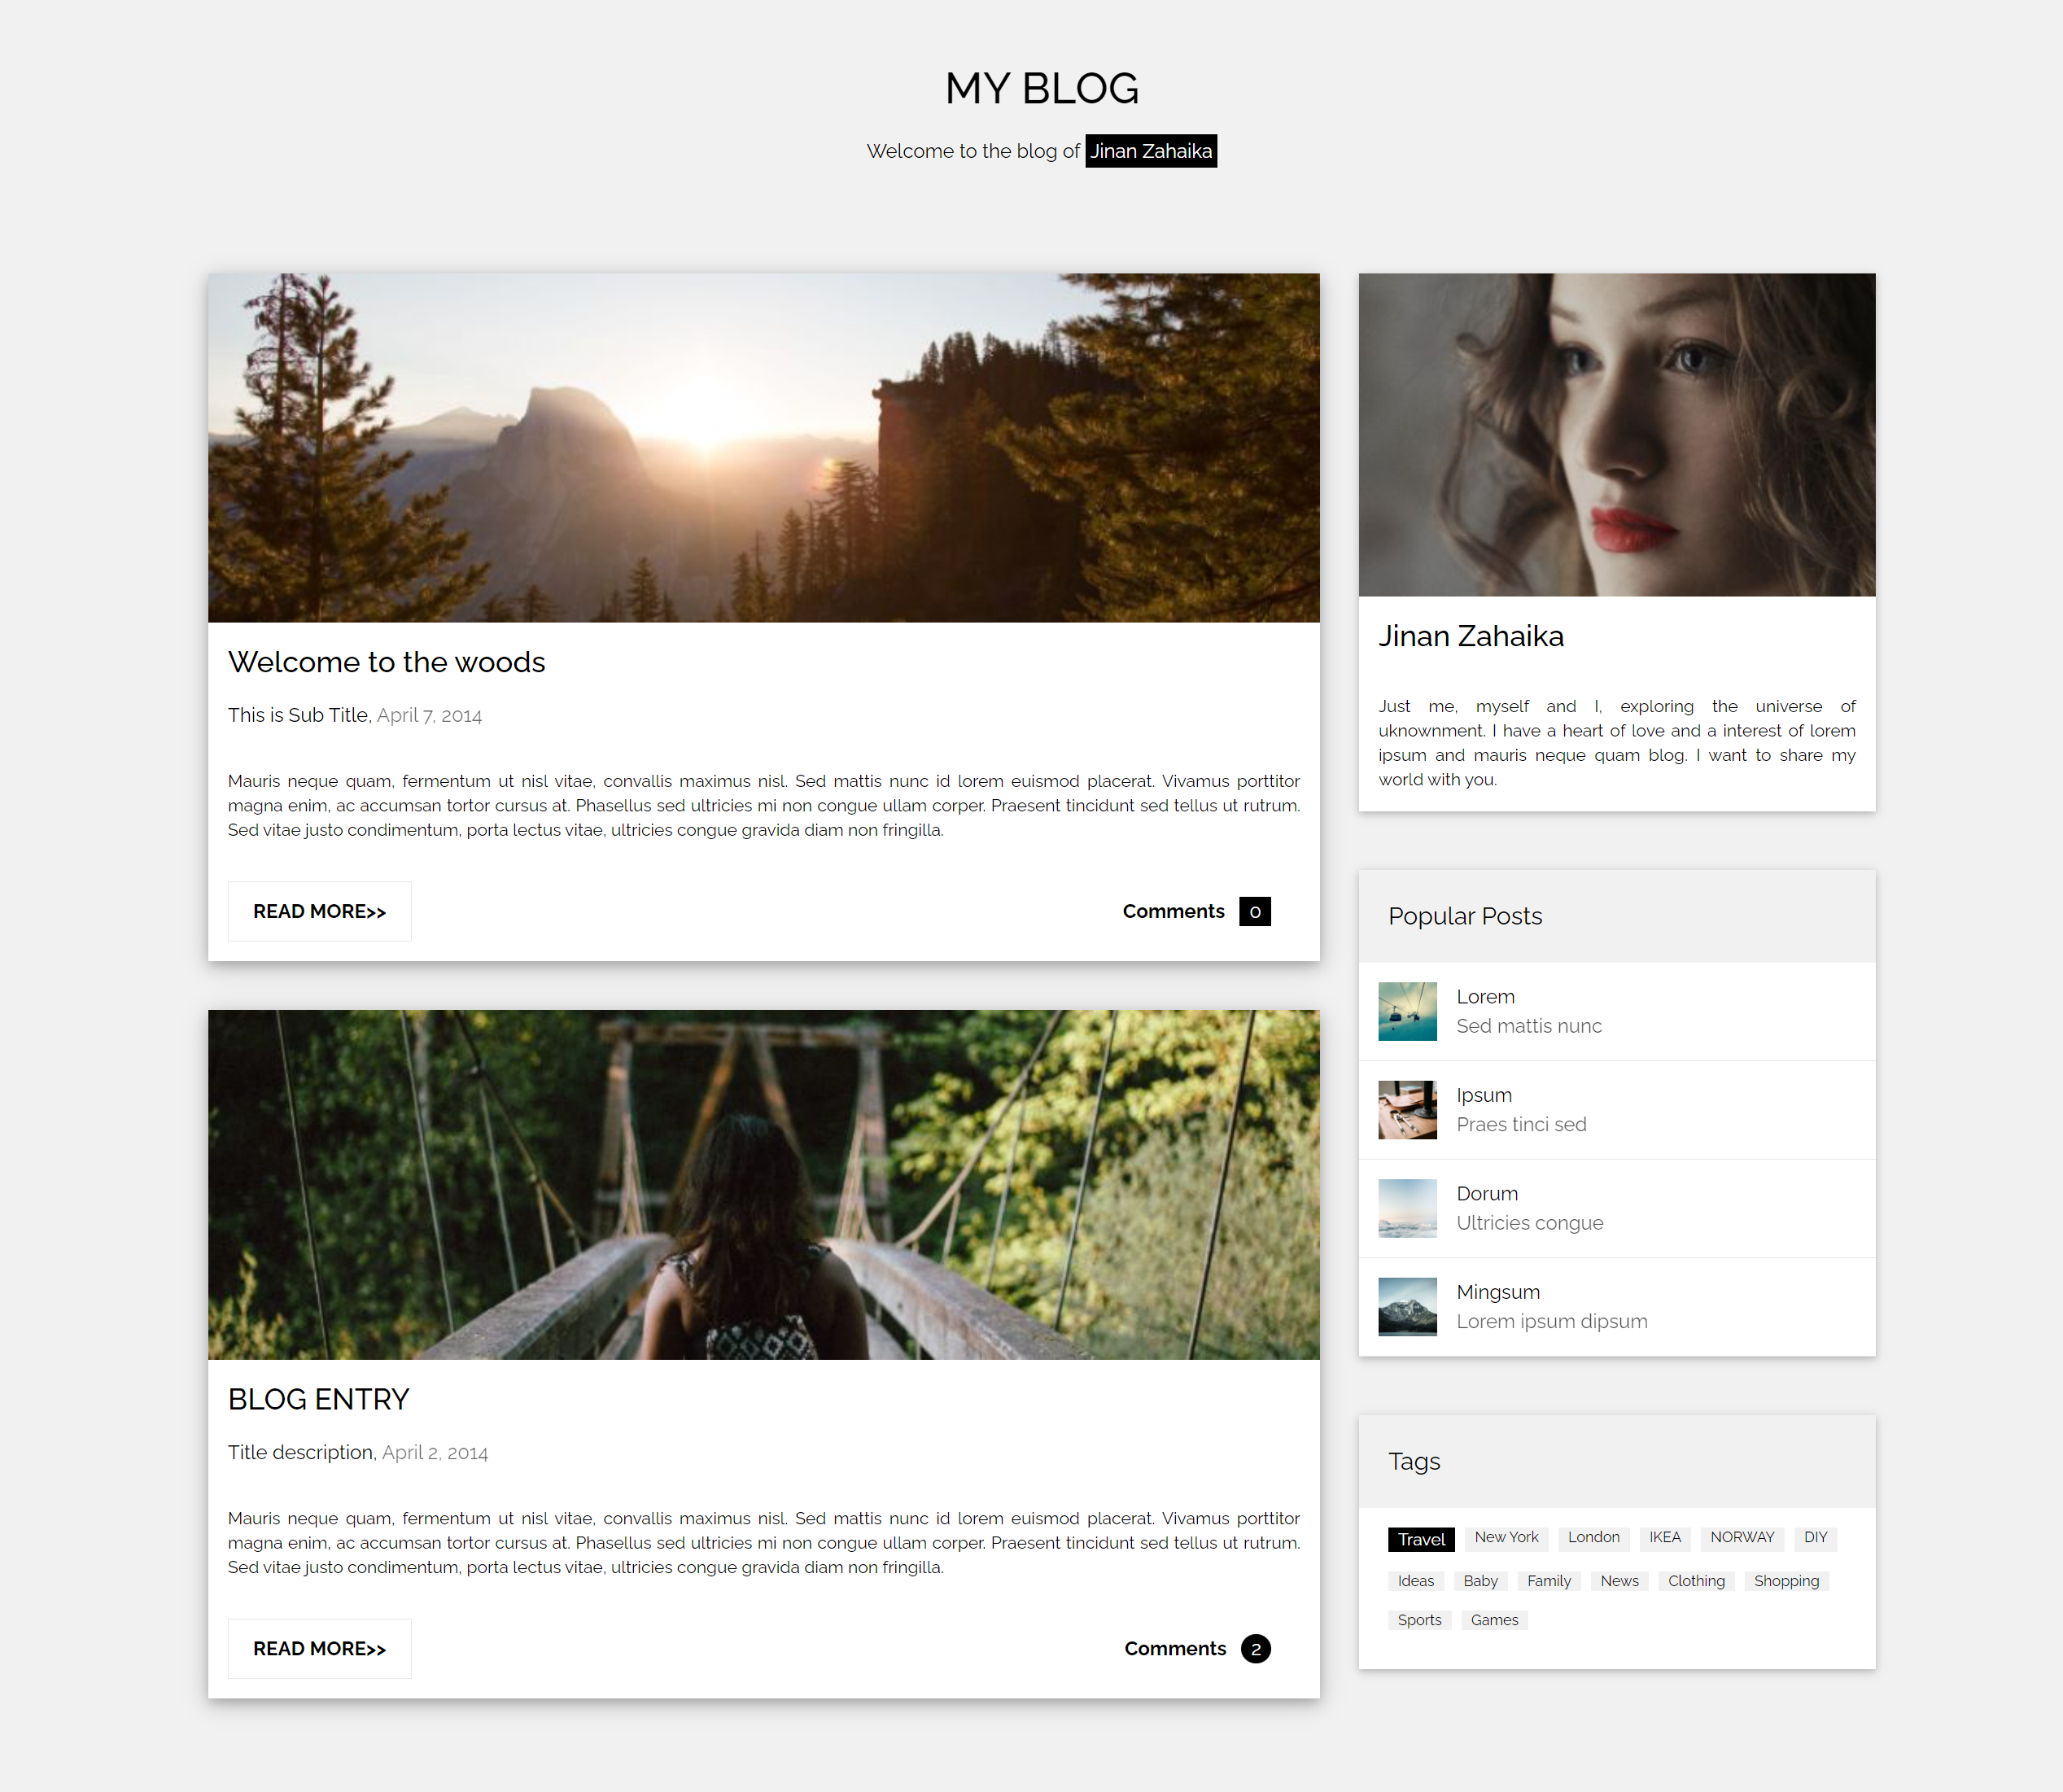 MY BLOG
Welcome to the blog of Jinan Zahaika
Welcome to the woods
This is Sub Title, April 7, 2014
Mauris neque quam, fermentum ut nisl vitae, convallis maximus nisl. Sed mattis nunc id lorem euismod placerat. Vivamus porttitor
magna enim, ac accumsan tortor cursus at. Phasellus sed ultricies mi non congue ullam corper. Praesent tincidunt sed tellus ut rutrum.
Sed vitae justo condimentum, porta lectus vitae, ultricies congue gravida diam non fringilla.
READ MORE>>
Comments 0
BLOG ENTRY
Title description, April 2, 2014
Mauris neque quam, fermentum ut nisl vitae, convallis maximus nisl. Sed mattis nunc id lorem euismod placerat. Vivamus porttitor
magna enim, ac accumsan tortor cursus at. Phasellus sed ultricies mi non congue ullam corper. Praesent tincidunt sed tellus ut rutrum.
Sed vitae justo condimentum, porta lectus vitae, ultricies congue gravida diam non fringilla.
READ MORE>>
Comments 2
Jinan Zahaika
Just me, myself and I, exploring the universe of
uknownment. I have a heart of love and a interest of lorem
ipsum and mauris neque quam blog. I want to share my
world with you.
Popular Posts
Lorem
Sed mattis nunc
Ipsum
Praes tinci sed
Dorum
Ultricies congue
Mingsum
Lorem ipsum dipsum
Tags
Travel New York London IKEA NORWAY DIY
Ideas Baby Family News Clothing Shopping
Sports Games